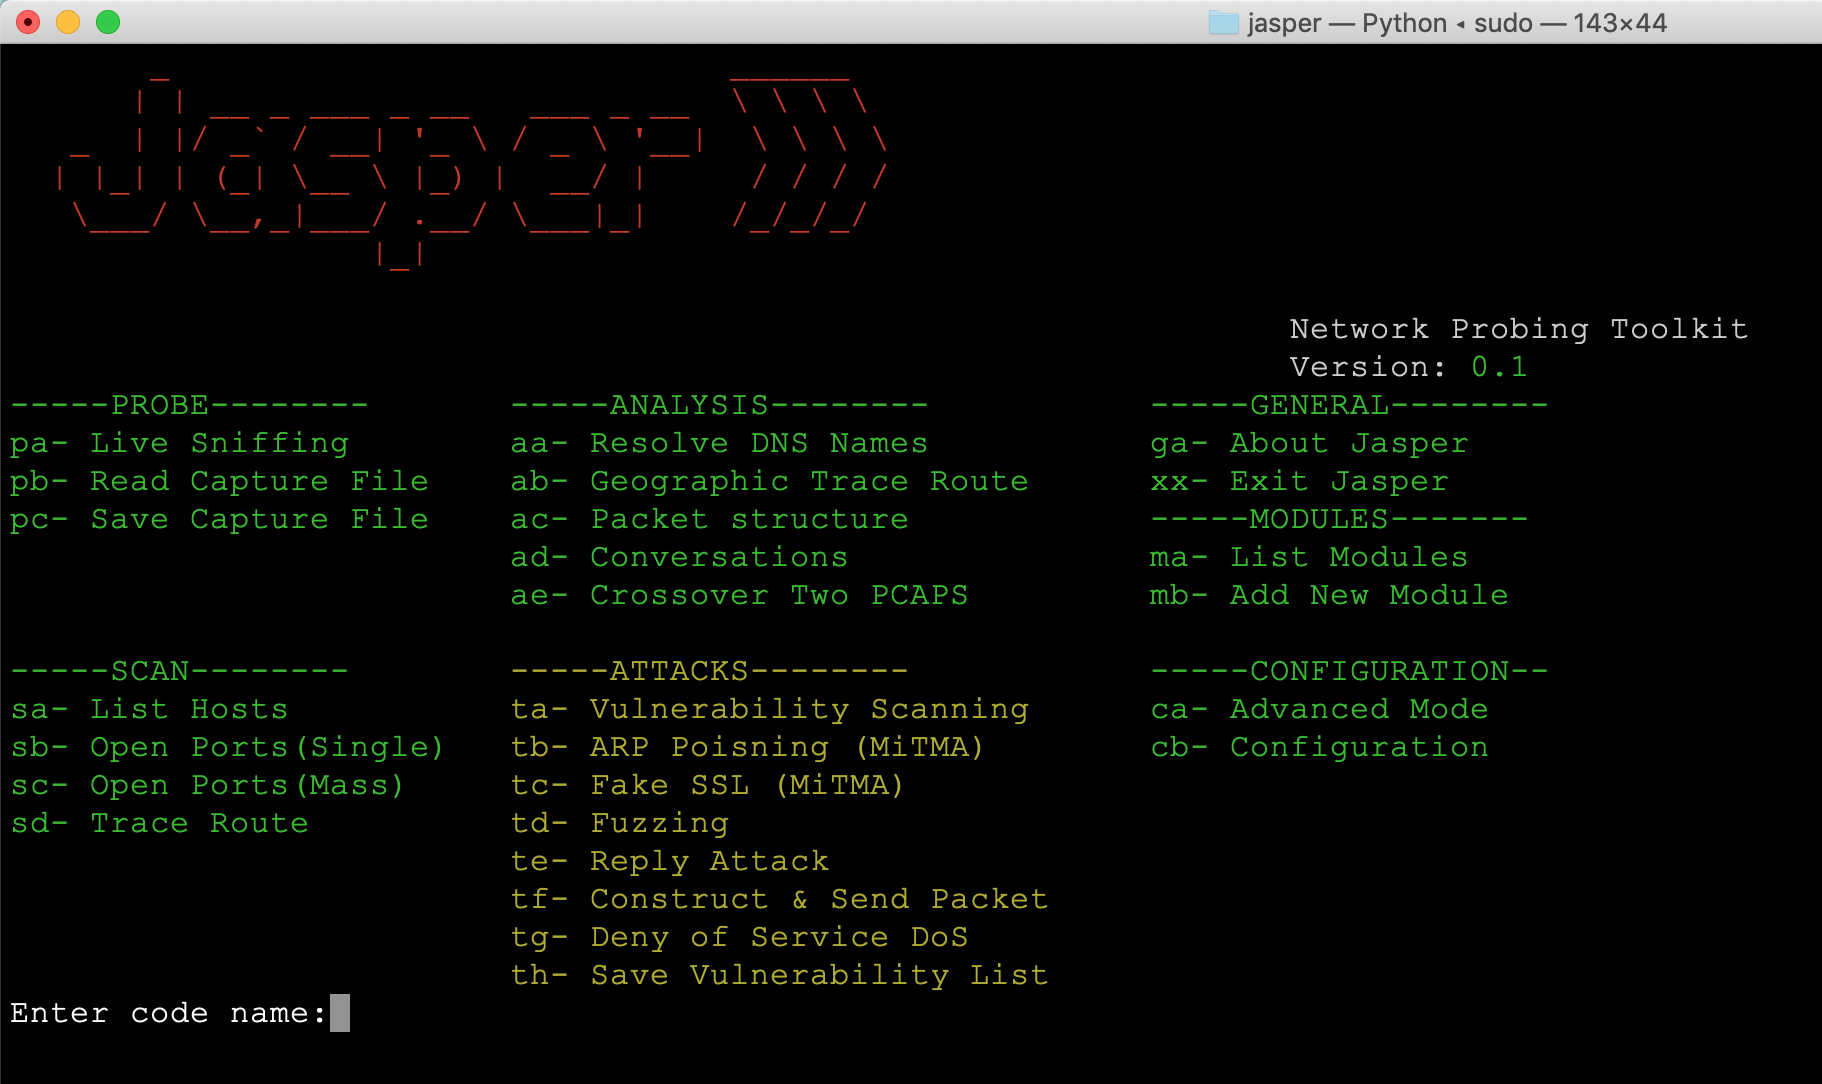 jasper — Python ◂ sudo — 143×44
Jasper
Network Probing Toolkit
Version: 0.1
-----PROBE--------
pa- Live Sniffing
pb- Read Capture File
pc- Save Capture File
-----ANALYSIS--------
aa- Resolve DNS Names
ab- Geographic Trace Route
ac- Packet structure
ad- Conversations
ae- Crossover Two PCAPS
-----GENERAL--------
ga- About Jasper
xx- Exit Jasper
-----MODULES-------
ma- List Modules
mb- Add New Module
-----SCAN--------
sa- List Hosts
sb- Open Ports(Single)
sc- Open Ports(Mass)
sd- Trace Route
-----ATTACKS--------
ta- Vulnerability Scanning
tb- ARP Poisning (MiTMA)
tc- Fake SSL (MiTMA)
td- Fuzzing
te- Reply Attack
tf- Construct & Send Packet
tg- Deny of Service DoS
th- Save Vulnerability List
-----CONFIGURATION--
ca- Advanced Mode
cb- Configuration
Enter code name: